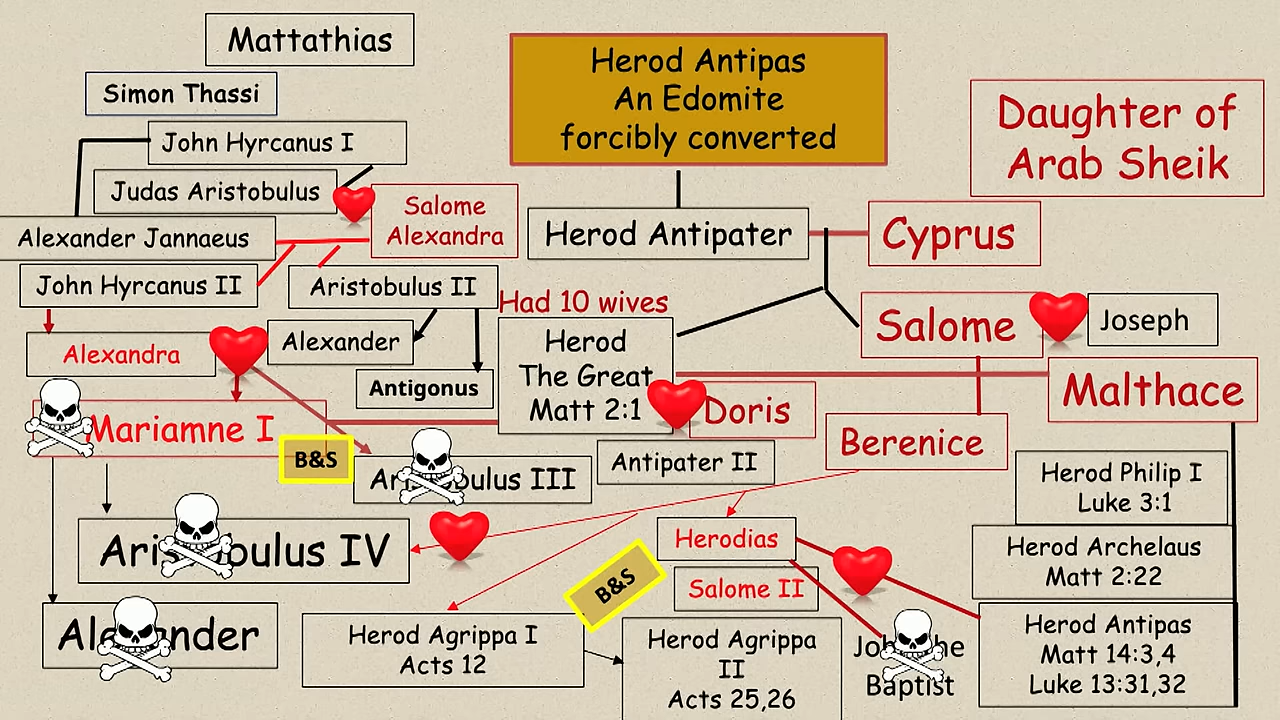 Mattathias
Simon Thassi
John Hyrcanus I
Judas Aristobulus
Salome
Alexandra
Alexander Jannaeus
John Hyrcanus II
Aristobulus II
Alexandra
Alexander
Antigonus
Mariamne I
B&S
III
IV
Herod Antipas
An Edomite
forcibly converted
Daughter of
Arab Sheik
Herod Antipater
Cyprus
Had 10 wives
Herod
The Great
Matt 2:1
Salome
Joseph
Doris
Malthace
Antipater II
Berenice
Herod Philip I
Luke 3:1
Herodias
Herod Archelaus
Matt 2:22
B&S
Salome II
Herod Agrippa I
Acts 12
Herod Agrippa
II
Acts 25,26
Baptist
Herod Antipas
Matt 14:3,4
Luke 13:31,32